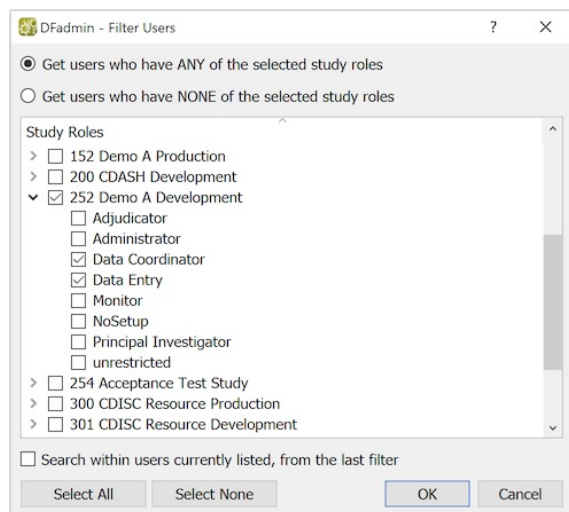 DFadmin - Filter Users
Get users who have ANY of the selected study roles
Get users who have NONE of the selected study roles
Study Roles
152 Demo A Production
200 CDASH Development
252 Demo A Development
Adjudicator
Administrator
Data Coordinator
Data Entry
Monitor
NoSetup
Principal Investigator
unrestricted
254 Acceptance Test Study
300 CDISC Resource Production
301 CDISC Resource Development
Search within users currently listed, from the last filter
Select All Select None OK Cancel